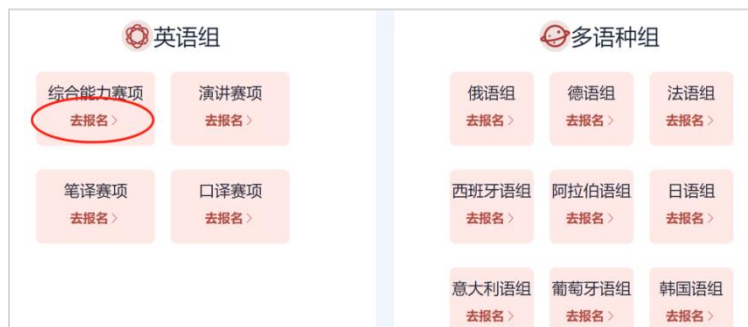 英语组
综合能力赛项
去报名>
演讲赛项
去报名>
笔译赛项
去报名>
口译赛项
去报名>
多语种组
俄语组
去报名>
德语组
去报名>
法语组
去报名>
西班牙语组
去报名>
阿拉伯语组
去报名>
日语组
去报名>
意大利语组
去报名>
葡萄牙语组
去报名>
韩国语组
去报名>